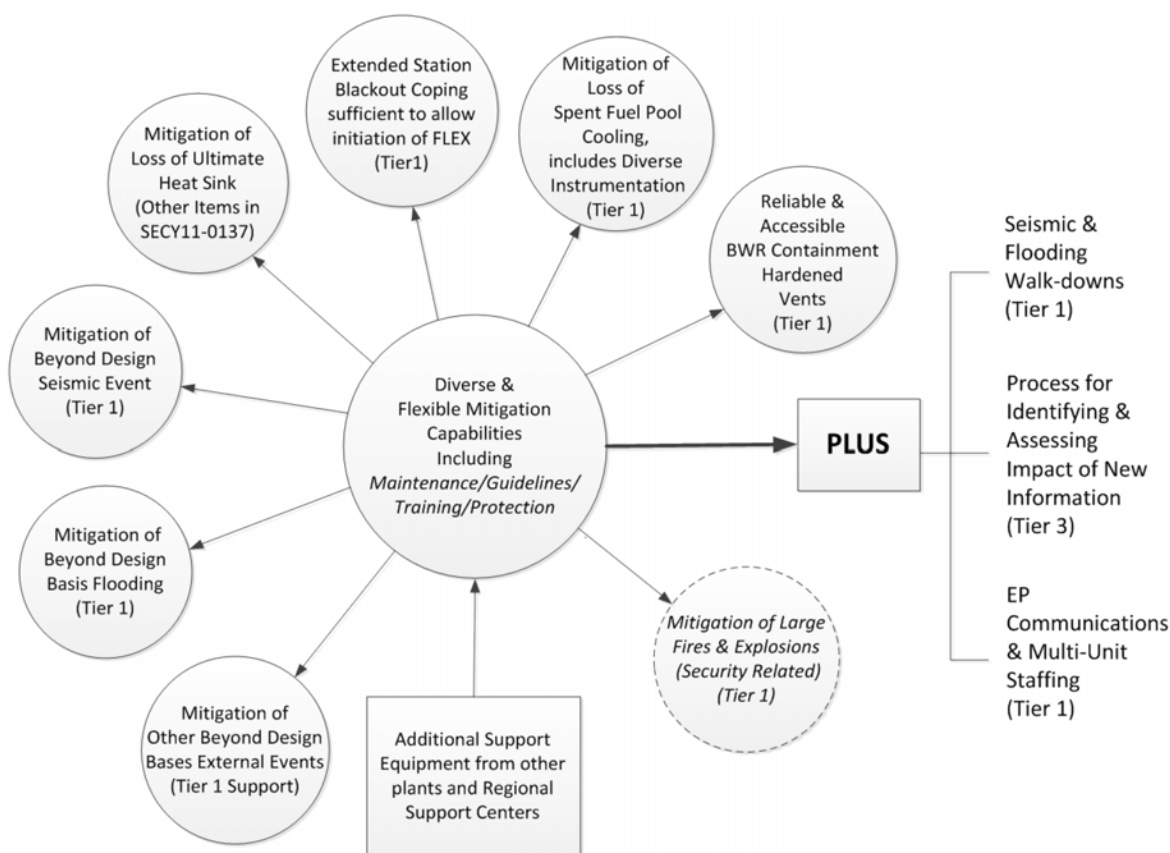 Extended Station
Blackout Coping
sufficient to allow
initiation of FLEX
(Tier1)
Mitigation of
Loss of
Spent Fuel Pool
Cooling,
includes Diverse
Instrumentation
(Tier 1)
Mitigation of
Loss of Ultimate
Heat Sink
(Other Items in
SECY11-0137)
Reliable &
Accessible
BWR Containment
Hardened
Vents
(Tier 1)
Mitigation of
Beyond Design
Seismic Event
(Tier 1)
Diverse &
Flexible Mitigation
Capabilities
Including
Maintenance/Guidelines/
Training/Protection
PLUS
Seismic &
Flooding
Walk-downs
(Tier 1)
Process for
Identifying &
Assessing
Impact of New
Information
(Tier 3)
EP
Communications
& Multi-Unit
Staffing
(Tier 1)
Mitigation of
Beyond Design
Basis Flooding
(Tier 1)
Mitigation of Large
Fires & Explosions
(Security Related)
(Tier 1)
Mitigation of
Other Beyond Design
Bases External Events
(Tier 1 Support)
Additional Support
Equipment from other
plants and Regional
Support Centers